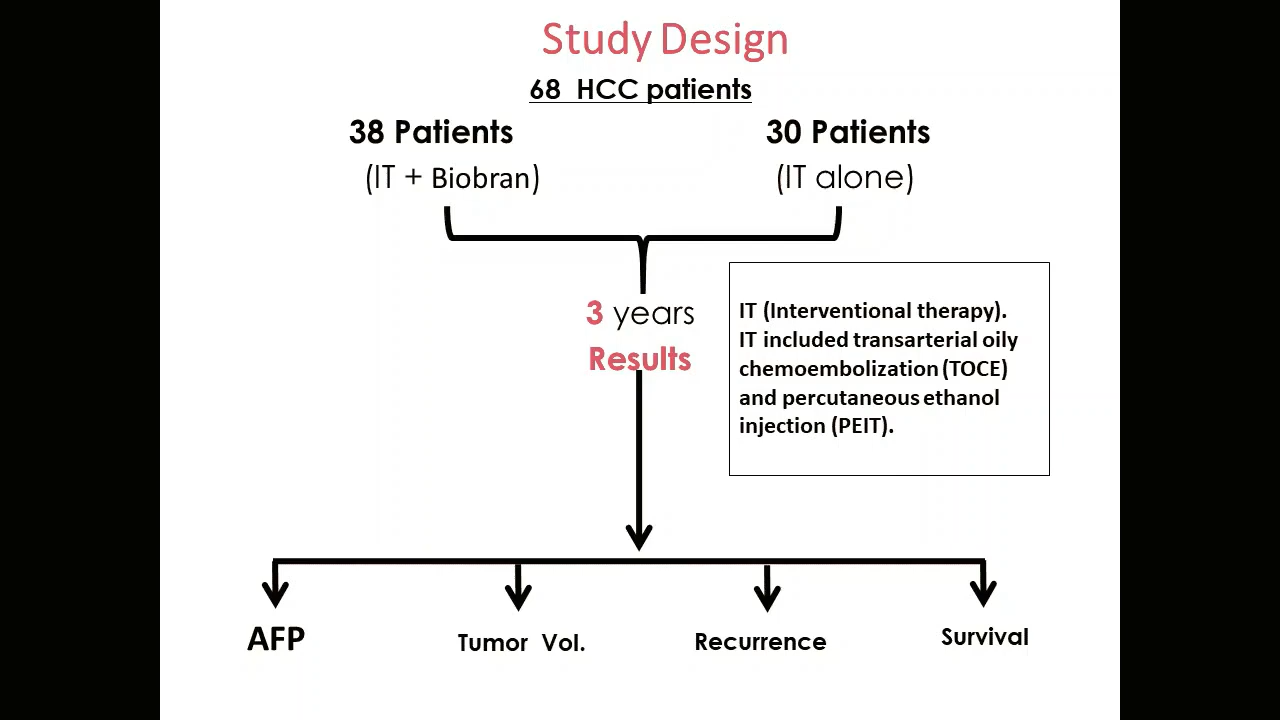 Study Design
68 HCC patients
38 Patients
(IT + Biobran)
30 Patients
(IT alone)
3 years
Results
IT (Interventional therapy).
IT included transarterial oily
chemoembolization (TOCE)
and percutaneous ethanol
injection (PEIT).
AFP
Tumor Vol.
Recurrence
Survival